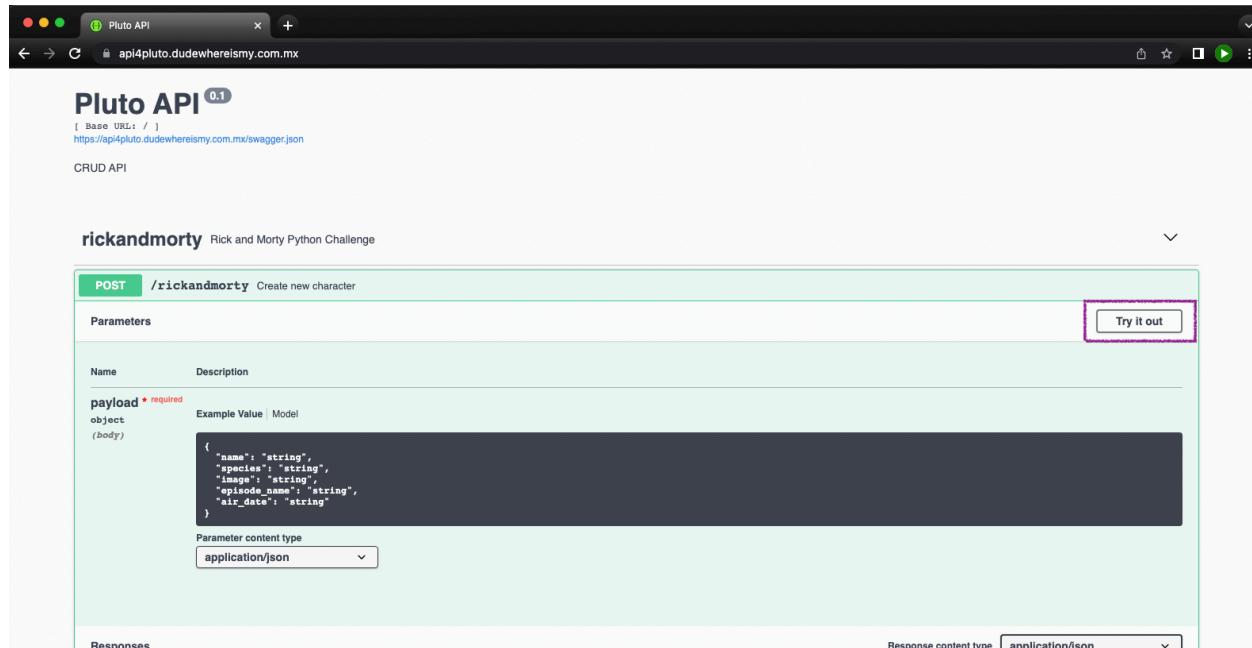 Pluto API
api4pluto.dudewhereismy.com.mx
Pluto API 0.1
[ Base URL: / ]
https://api4pluto.dudewhereismy.com.mx/swagger.json
CRUD API
rickandmorty Rick and Morty Python Challenge
POST /rickandmorty Create new character
Parameters Try it out
Name Description
payload * required
object
(body)
Example Value | Model
{
"name": "string",
"species": "string",
"image": "string",
"episode_name": "string",
"air_date": "string"
}
Parameter content type
application/json
Responses Response content type application/json